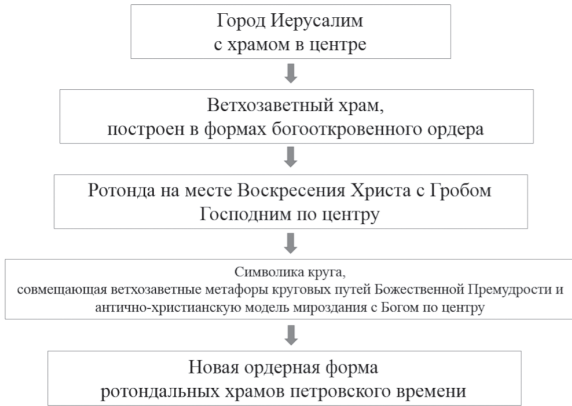 Город Иерусалим
с храмом в центре
Ветхозаветный храм,
построен в формах богооткровенного ордера
Ротонда на месте Воскресения Христа с Гробом
Господним по центру
Символика круга,
совмещающая ветхозаветные метафоры круговых путей Божественной Премудрости и
антично-христианскую модель мироздания с Богом по центру
Новая ордерная форма
ротондальных храмов петровского времени